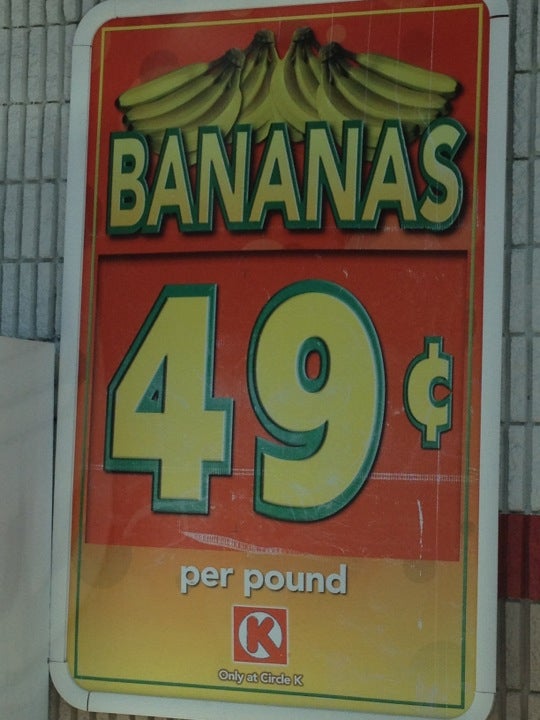 BANANAS
49¢
per pound
K
Only at Circle K